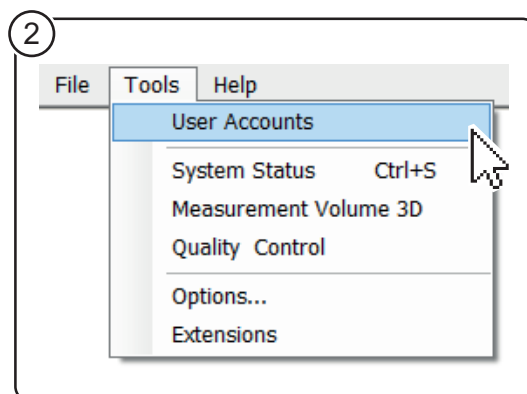 2
File Tools Help
User Accounts
System Status Ctrl+S
Measurement Volume 3D
Quality Control
Options...
Extensions